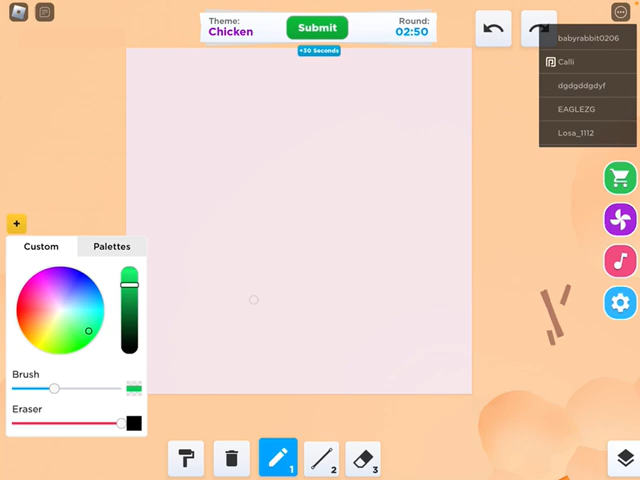 Theme:
Chicken
Submit
Round:
02:50
+30 Seconds
babyrabbit0206
Calli
dgdgddgdyf
EAGLEZG
Losa_1112
+
Custom
Palettes
Brush
Eraser
1
2
3